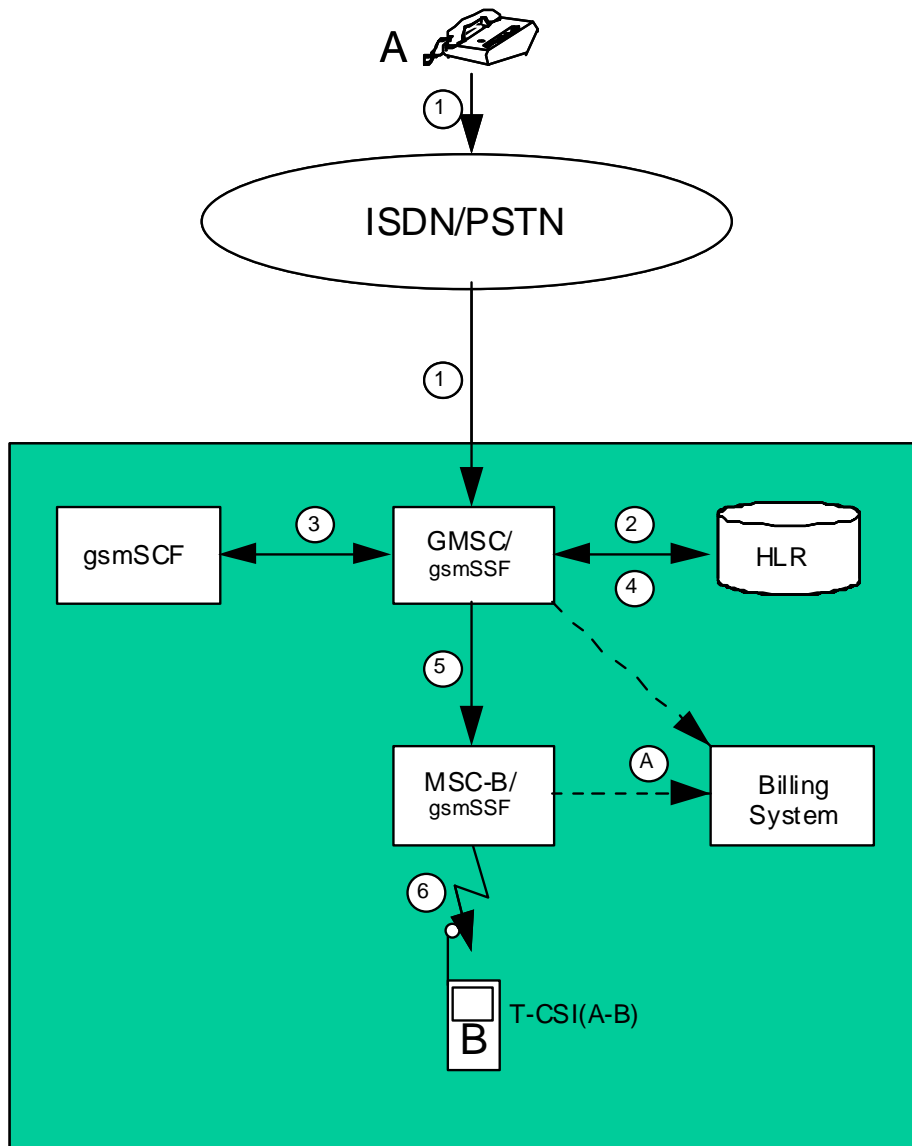 A
1
ISDN/PSTN
1
gsmSCF
3
GMSC/
gsmSSF
2
4
HLR
5
MSC-B/
gsmSSF
A
Billing
System
6
B
T-CSI(A-B)